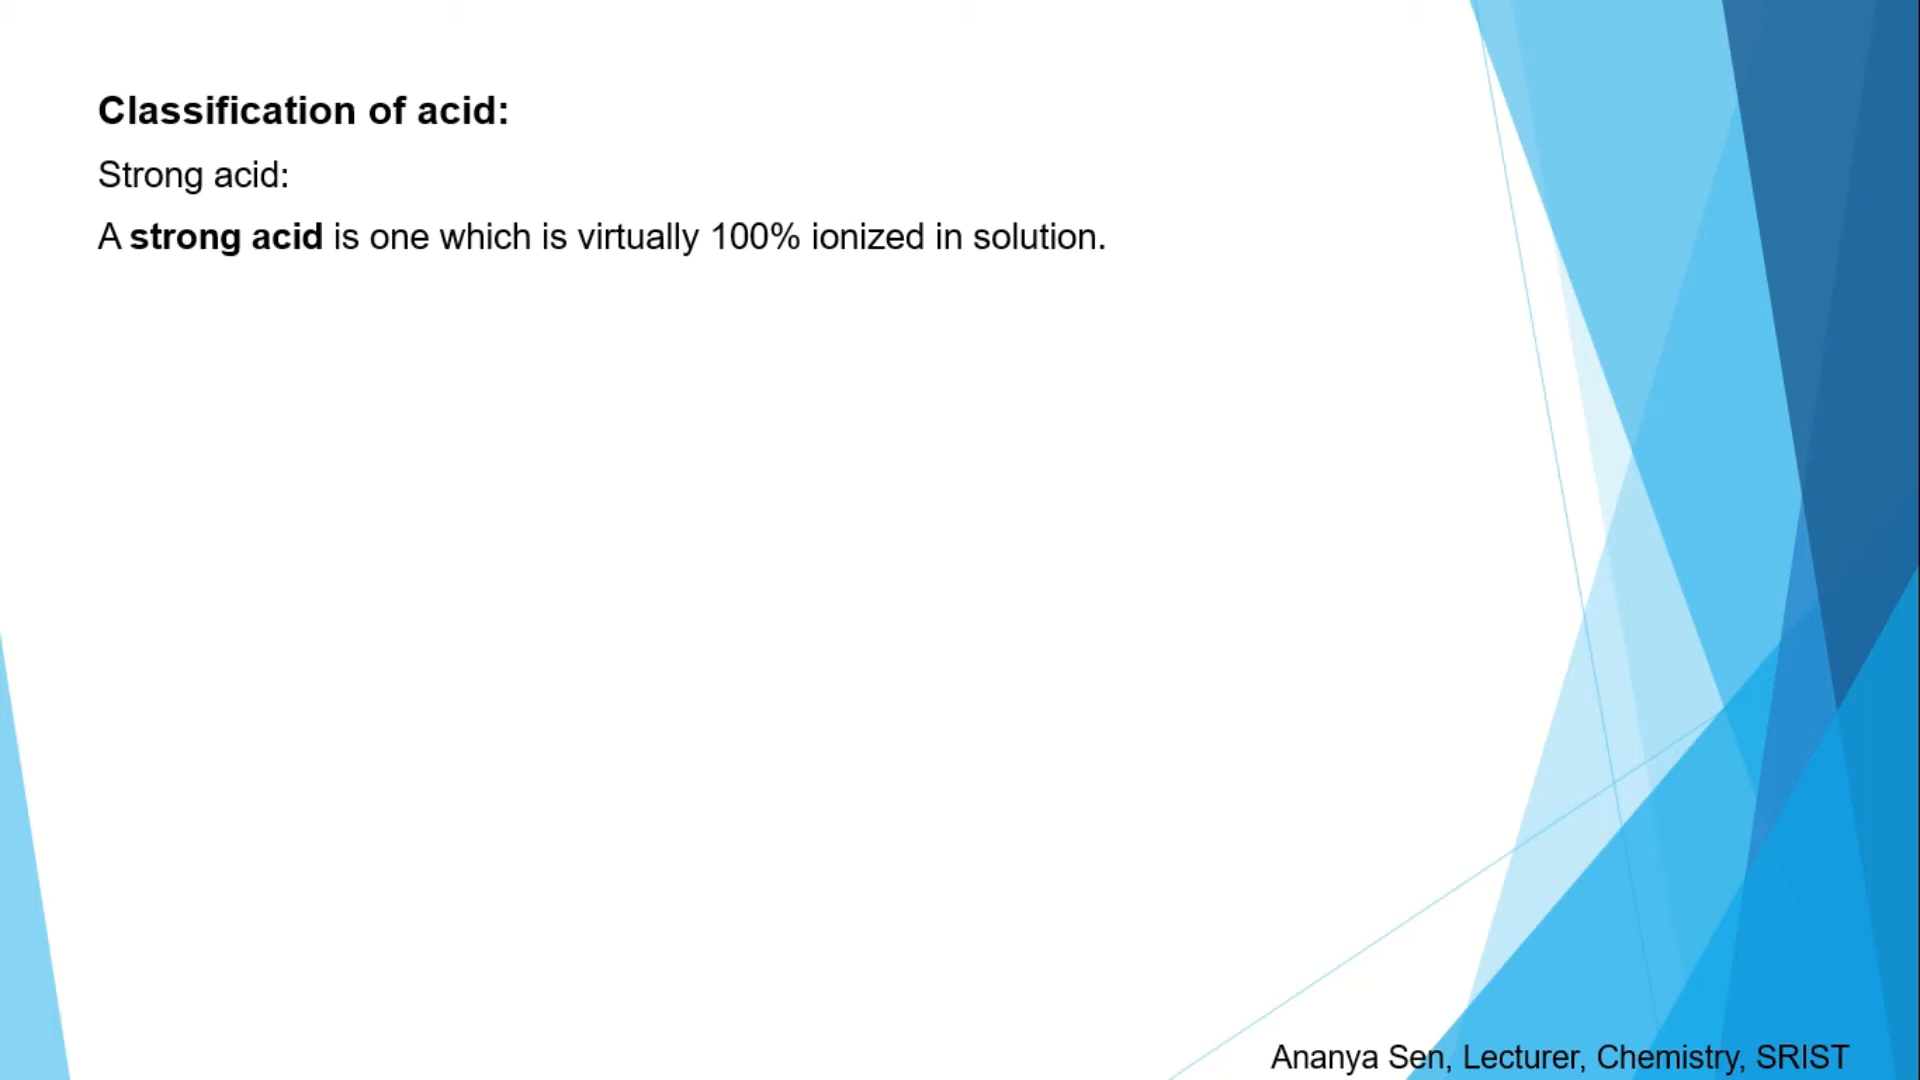 Classification of acid:
Strong acid:
A strong acid is one which is virtually 100% ionized in solution.
Ananya Sen, Lecturer, Chemistry, SRIST